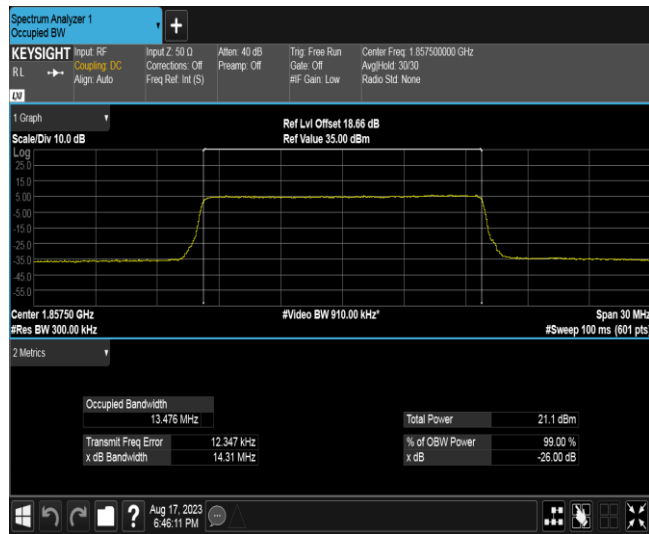 Spectrum Analyzer 1
Occupied BW
KEYSIGHT
R L
LXI
Input: RF
Coupling: DC
Align: Auto
Input Z: 50 Ω
Corrections: Off
Freq Ref: Int (S)
Atten: 40 dB
Preamp: Off
Trig: Free Run
Gate: Off
#IF Gain: Low
Center Freq: 1.857500000 GHz
Avg|Hold: 30/30
Radio Std: None
1 Graph
Scale/Div 10.0 dB
Ref Lvl Offset 18.66 dB
Ref Value 35.00 dBm
Log
25.0
15.0
5.00
-5.00
-15.0
-25.0
-35.0
-45.0
-55.0
Center 1.85750 GHz
#Res BW 300.00 kHz
#Video BW 910.00 kHz*
Span 30 MHz
#Sweep 100 ms (601 pts)
2 Metrics
Occupied Bandwidth
13.476 MHz
Transmit Freq Error 12.347 kHz
x dB Bandwidth 14.31 MHz
Total Power 21.1 dBm
% of OBW Power 99.00 %
x dB -26.00 dB
?
Aug 17, 2023
6:46:11 PM